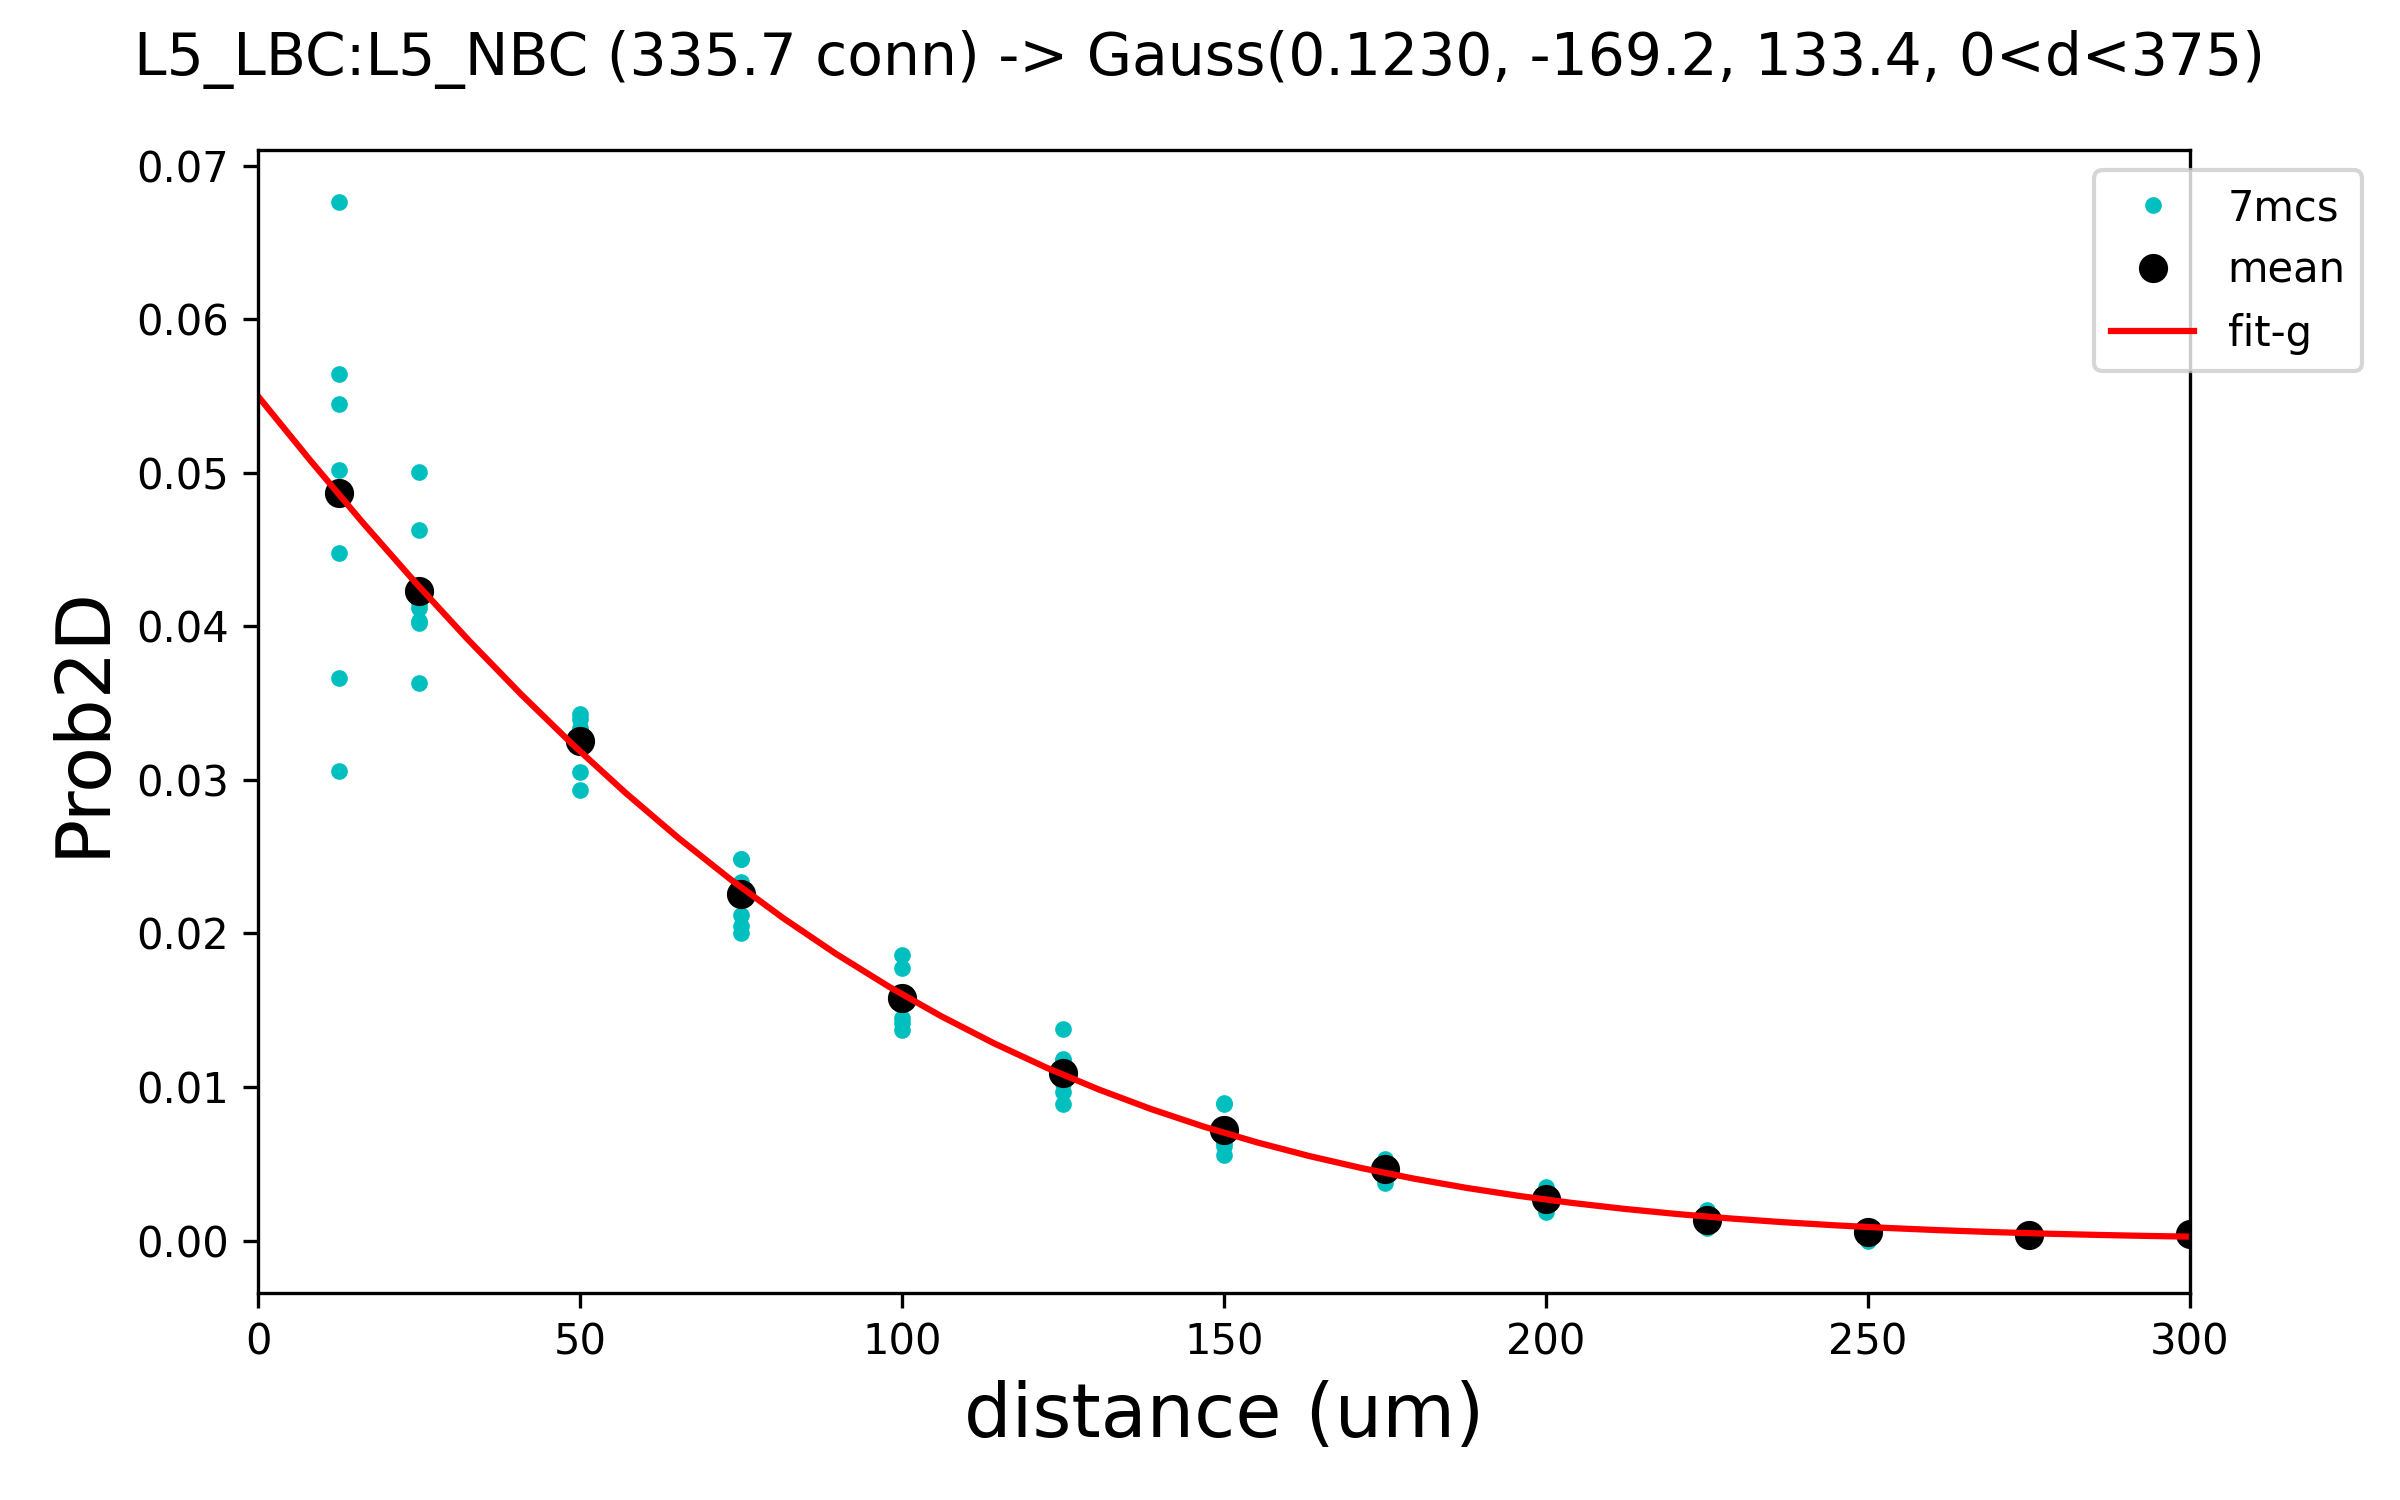 L5_LBC:L5_NBC (335.7 conn) -> Gauss(0.1230, -169.2, 133.4, 0<d<375)
0.07
0.06
0.05
0.04
0.03
0.02
0.01
0.00
Prob2D
7mcs
mean
fit-g
0 50 100 150 200 250 300
distance (um)